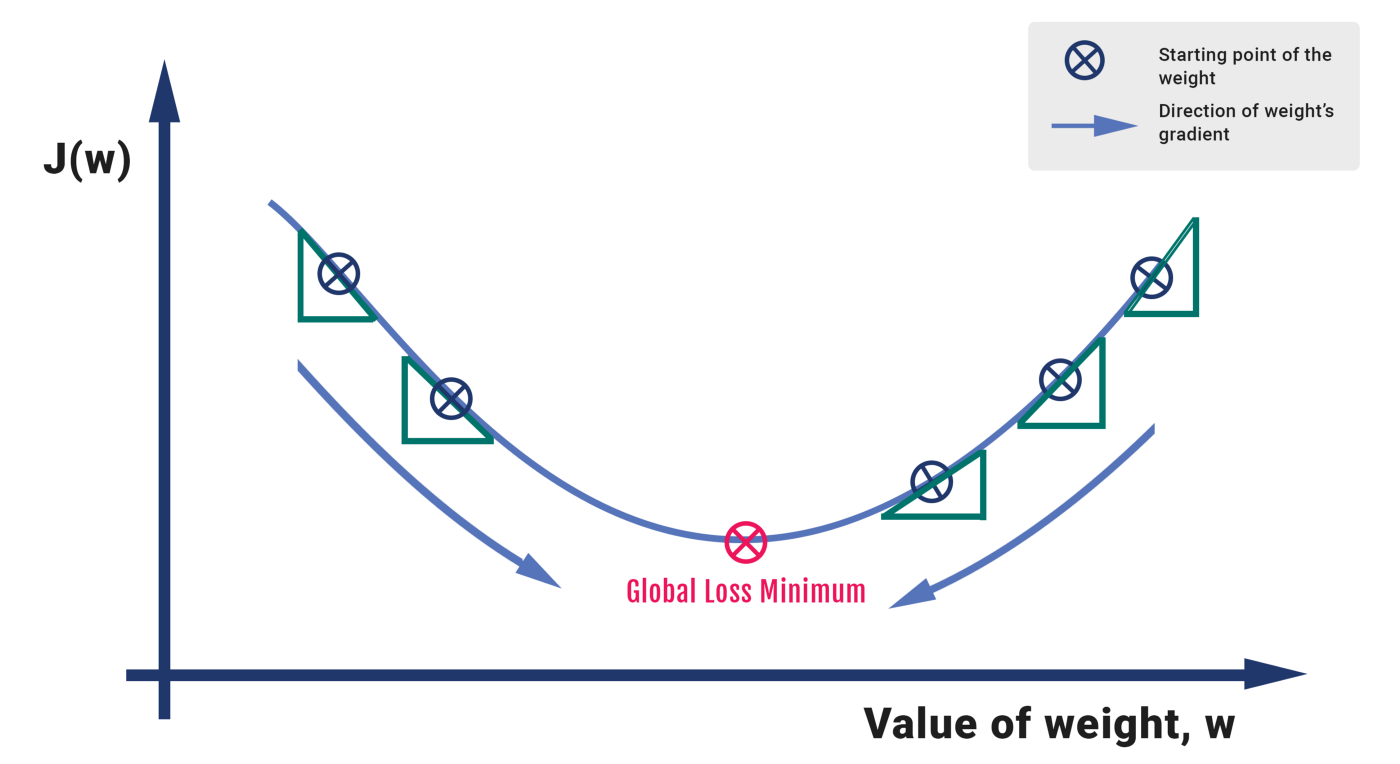 Starting point of the
weight
Direction of weight’s
gradient
J(w)
Global Loss Minimum
Value of weight, w